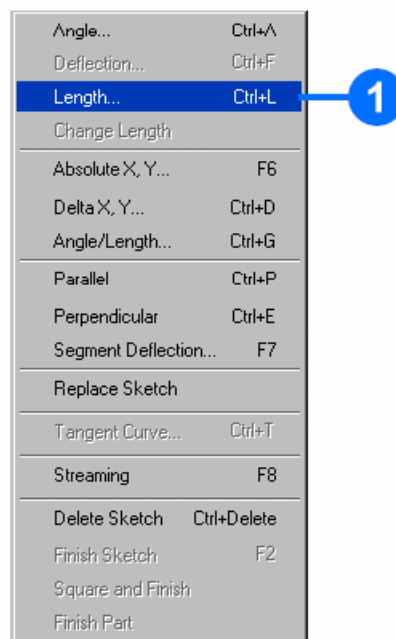 Angle... Ctrl+A
Deflection... Ctrl+F
Length... Ctrl+L
1
Change Length
Absolute X, Y... F6
Delta X, Y... Ctrl+D
Angle/Length... Ctrl+G
Parallel Ctrl+P
Perpendicular Ctrl+E
Segment Deflection... F7
Replace Sketch
Tangent Curve... Ctrl+T
Streaming F8
Delete Sketch Ctrl+Delete
Finish Sketch F2
Square and Finish
Finish Part